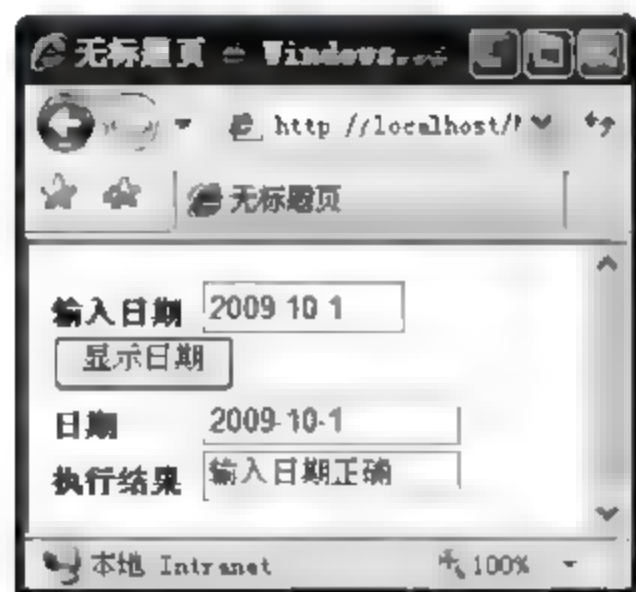 无标题页 - Windows...
http //localhost/
无标题页
输入日期 2009 10 1
显示日期
日期 2009-10-1
执行结果 输入日期正确
本地 Intranet 100%